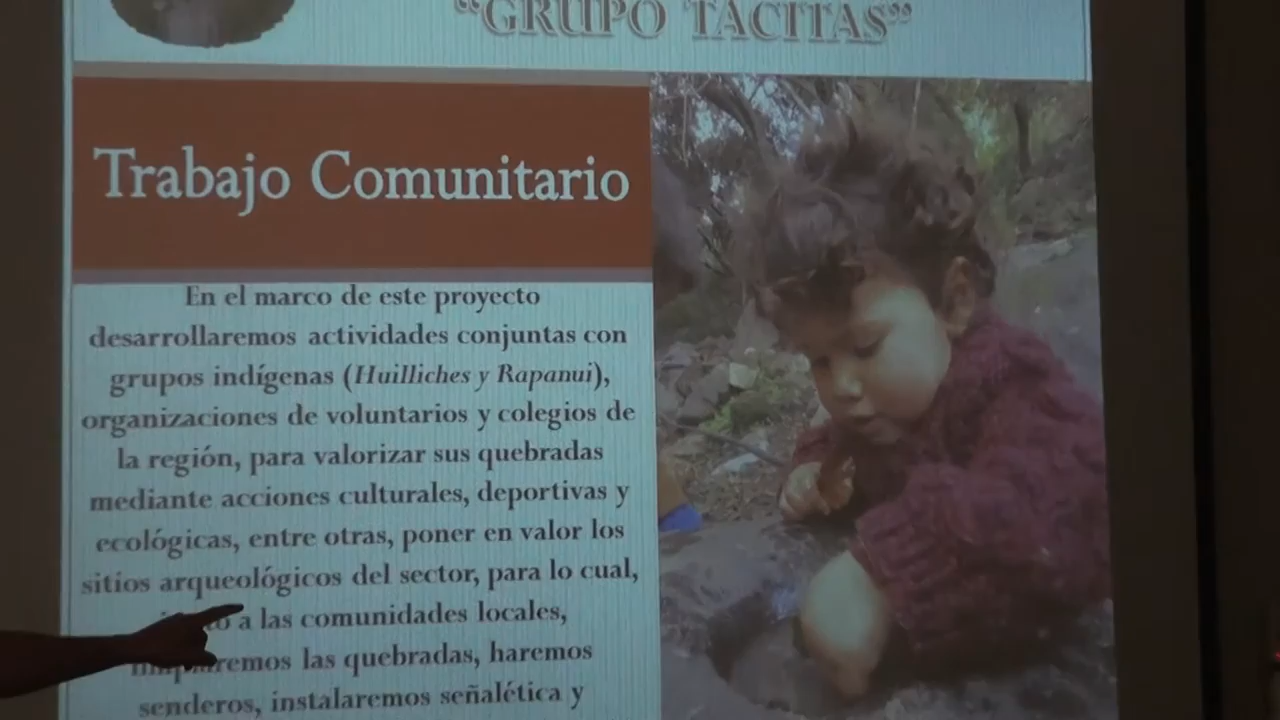 “GRUPO TACITAS”
Trabajo Comunitario
En el marco de este proyecto
desarrollaremos actividades conjuntas con
grupos indígenas (Huilliches y Rapanui),
organizaciones de voluntarios y colegios de
la región, para valorizar sus quebradas
mediante acciones culturales, deportivas y
ecológicas, entre otras, poner en valor los
sitios arqueológicos del sector, para lo cual,
a las comunidades locales,
las quebradas, haremos
senderos, instalaremos señalética y